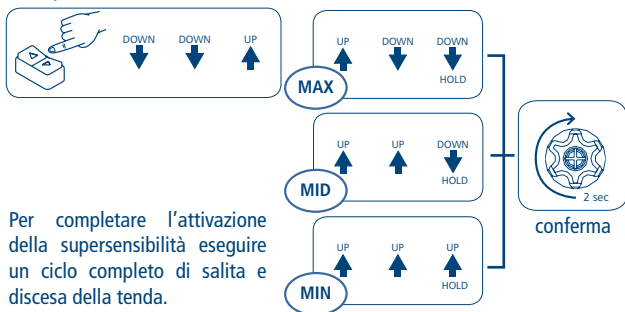 DOWN DOWN UP
UP DOWN DOWN
HOLD
MAX
UP UP DOWN
HOLD
MID
2 sec
conferma
UP UP UP
HOLD
MIN
Per completare l'attivazione
della supersensibilità eseguire
un ciclo completo di salita e
discesa della tenda.